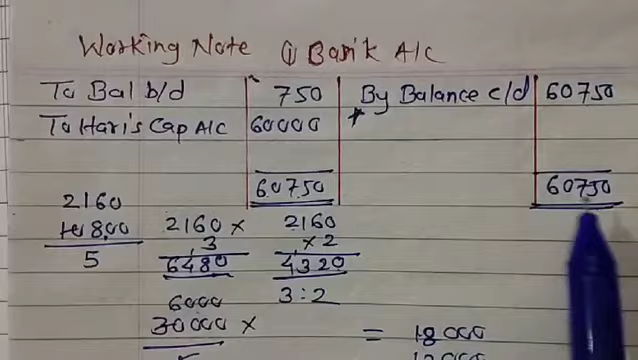 Working Note ① Bank A/C
To Bal b/d 750 By Balance c/d 60750
To Hari's Cap A/C 60000
60750 60750
2160 2160 × 2160
10800 3 × 2
5 6480 4320
6000 3:2
30000 × = 18000